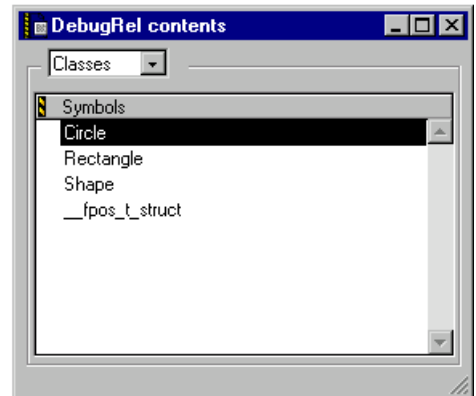 DebugRel contents
Classes
Symbols
Circle
Rectangle
Shape
__fpos_t_struct